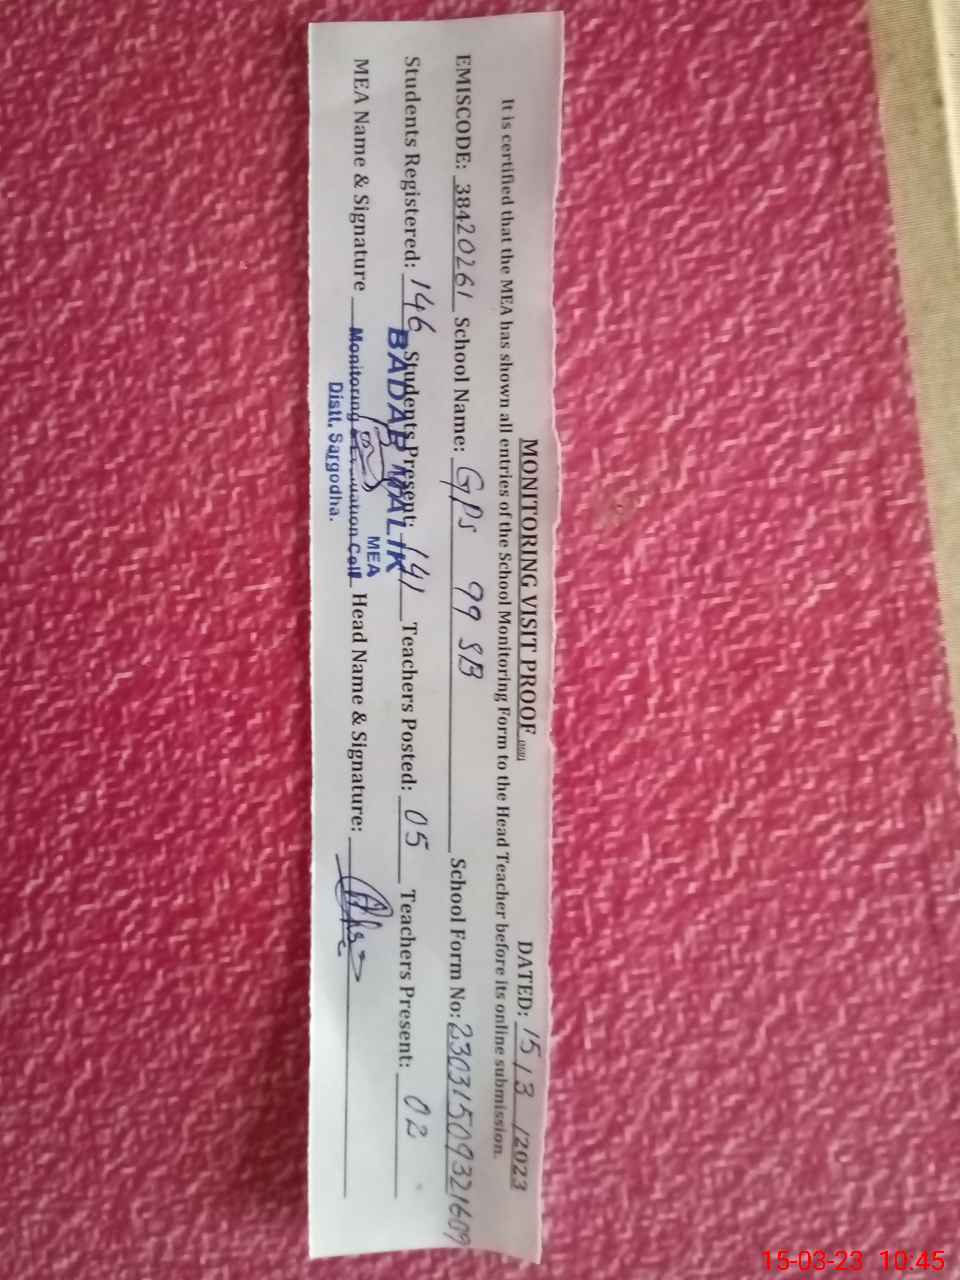 MONITORING VISIT PROOF
DATED: 15/3/2023
It is certified that the MEA has shown all entries of the School Monitoring Form to the Head Teacher before its online submission.
EMISCODE: 38420261 School Name: GPS 99 SB School Form No: 23031509321609
Students Registered: 146 Students Present: 141 Teachers Posted: 05 Teachers Present: 02
BADAR MALIK
MEA
MEA Name & Signature Head Name & Signature:
Monitoring & Evaluation Cell
Distt. Sargodha.
15-03-23 10:45